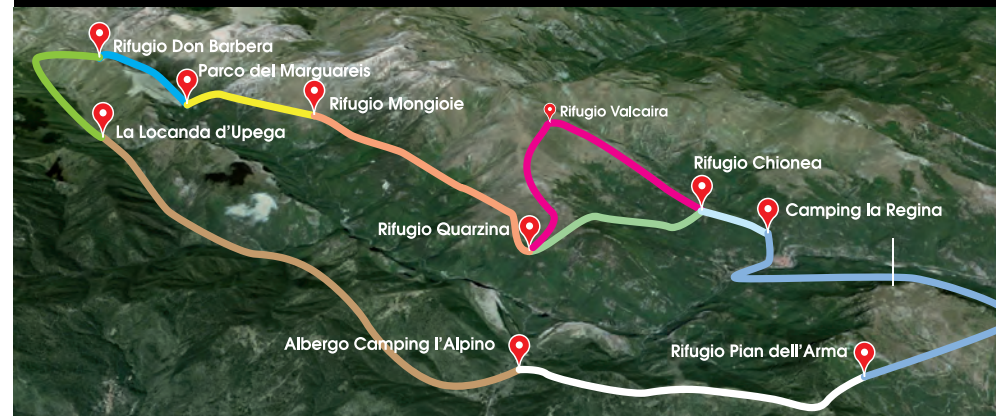 Rifugio Don Barbera
Parco del Marguareis
Rifugio Mongioie
Rifugio Valcaira
La Locanda d'Upega
Rifugio Chionea
Camping la Regina
Rifugio Quarzina
Albergo Camping l'Alpino
Rifugio Pian dell'Arma